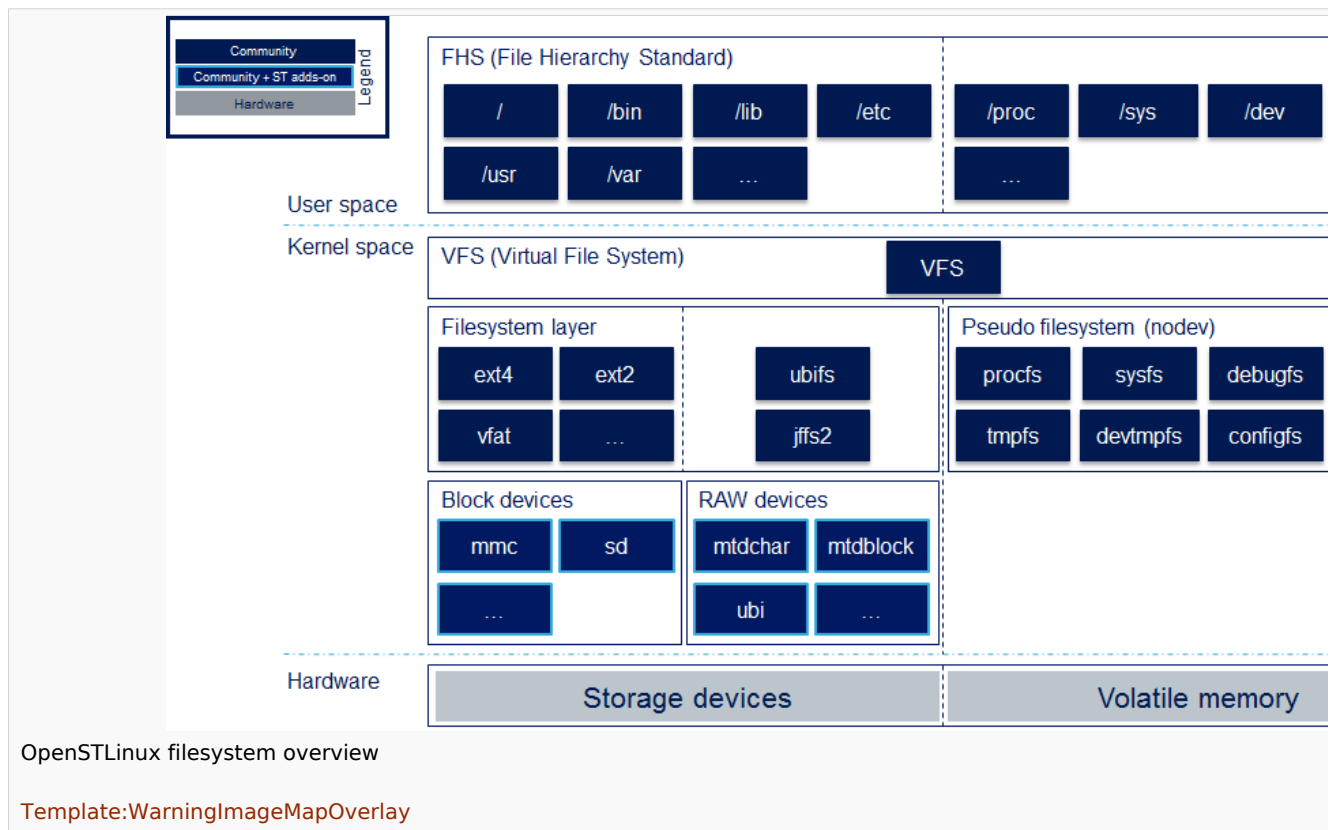 Community
Community + ST adds-on
Hardware
Legend
FHS (File Hierarchy Standard)
/ /bin /lib /etc /proc /sys /dev
/usr /var ... ...
User space
Kernel space
VFS (Virtual File System)
VFS
Filesystem layer
Pseudo filesystem (nodev)
ext4 ext2 ubifs procfs sysfs debugfs
vfat ... jffs2 tmpfs devtmpfs configfs
Block devices
RAW devices
mmc sd mtdchar mtdblock
... ubi ...
Hardware
Storage devices
Volatile memory
OpenSTLinux filesystem overview
Template:WarningImageMapOverlay